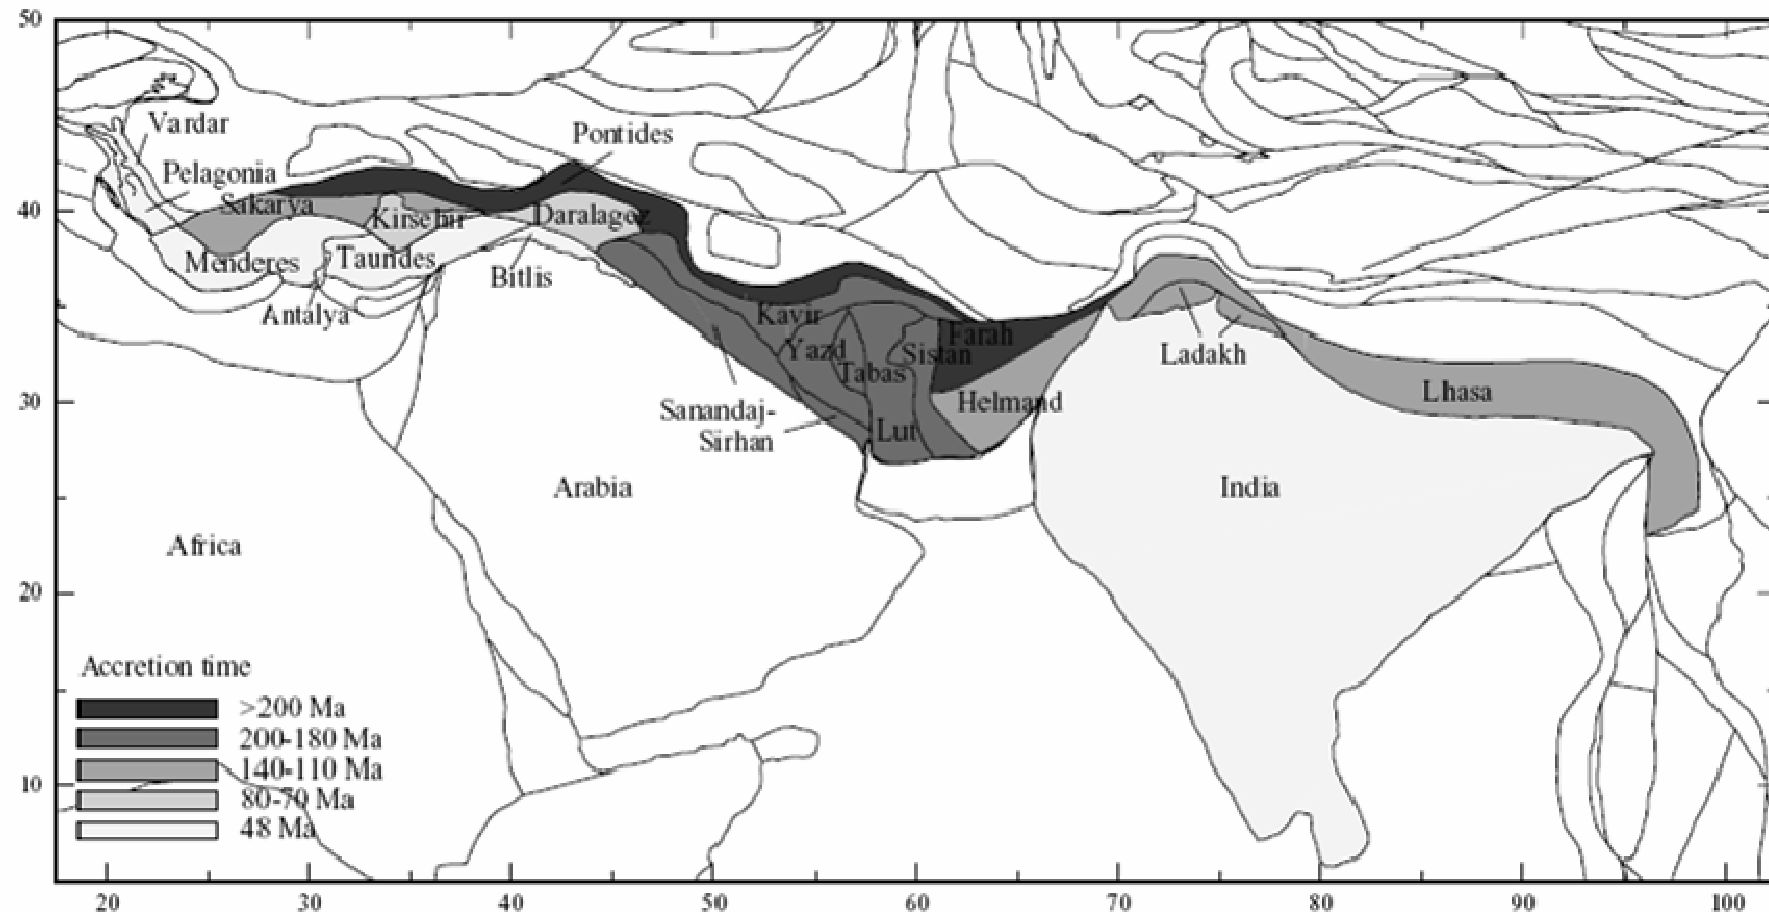 50
Vardar
Pontides
Pelagonia
40
Sakarya
Kirsehir
Daralagoz
Menderes
Taurides
Bitlis
Antalya
Kavir
Farah
Yazd
Sistan
Ladakh
Tabas
Lhasa
30
Helmand
Sanandaj-
Sirhan
Lut
Arabia
India
Africa
20
Accretion time
>200 Ma
200-180 Ma
140-110 Ma
10
80-70 Ma
48 Ma
20 30 40 50 60 70 80 90 100